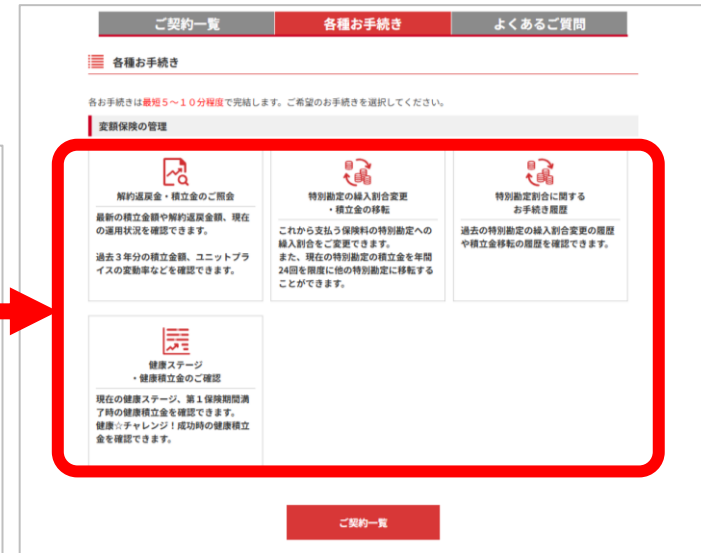 ご契約一覧
各種お手続き
よくあるご質問
各種お手続き
各お手続きは最短５～１０分程度で完結します。ご希望のお手続きを選択してください。
変額保険の管理
解約返戻金・積立金のご照会
最新の積立金額や解約返戻金額、現在
の運用状況を確認できます。
過去３年分の積立金額、ユニットプラ
イスの変動率などを確認できます。
特別勘定の繰入割合変更
・積立金の移転
これから支払う保険料の特別勘定への
繰入割合をご変更できます。
また、現在の特別勘定の積立金を年間
24回を限度に他の特別勘定に移転する
ことができます。
特別勘定割合に関する
お手続き履歴
過去の特別勘定の繰入割合変更の履歴
や積立金移転の履歴を確認できます。
健康ステージ
・健康積立金のご確認
現在の健康ステージ、第１保険期間満
了時の健康積立金を確認できます。
健康☆チャレンジ！成功時の健康積立
金を確認できます。
ご契約一覧